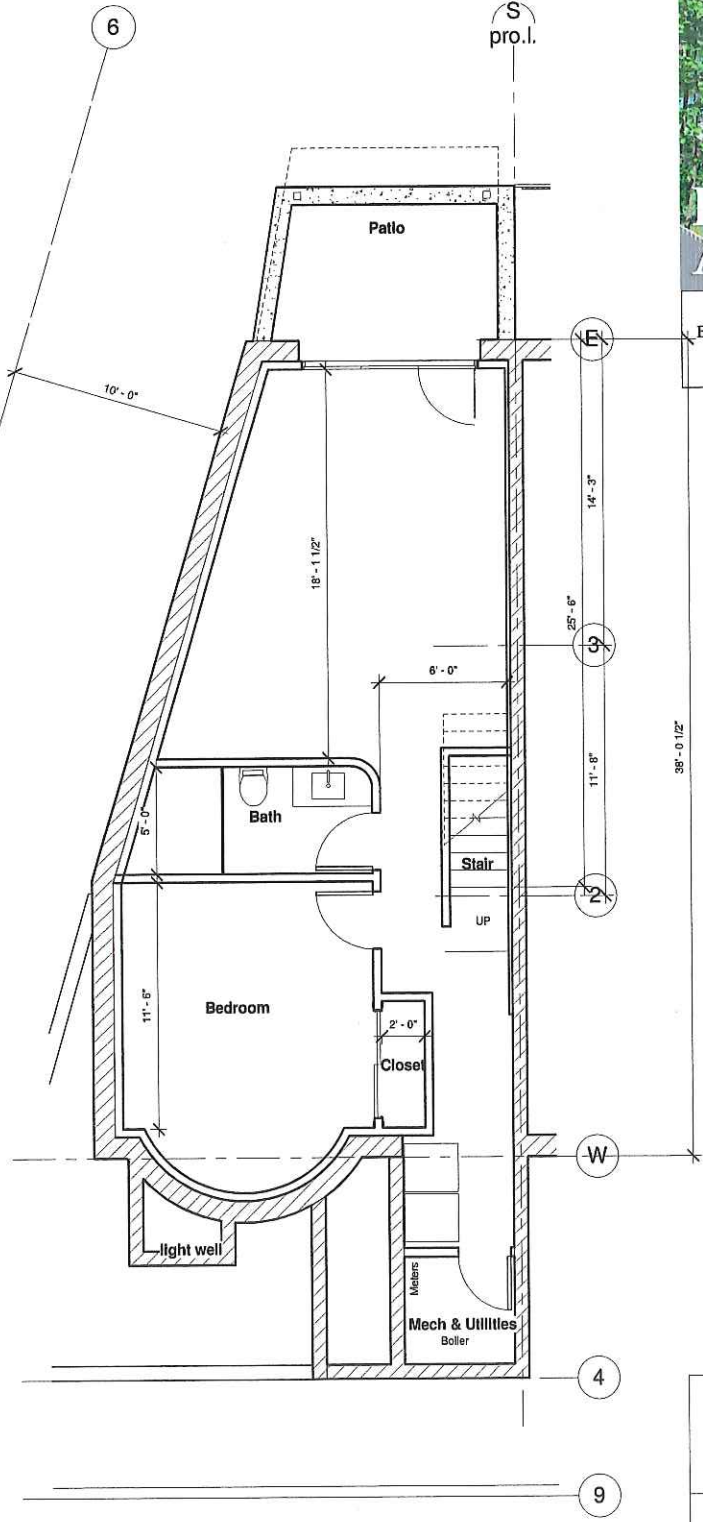 6
S
pro.l.
Patio
E
10' - 0"
14' - 3"
18' - 1 1/2"
25' - 6"
3
6' - 0"
38' - 0 1/2"
11' - 8"
5' - 0"
Bath
Stair
2
UP
11' - 6"
Bedroom
2' - 0"
Closet
W
light well
Meters
Mech & Utilities
Boiler
4
9